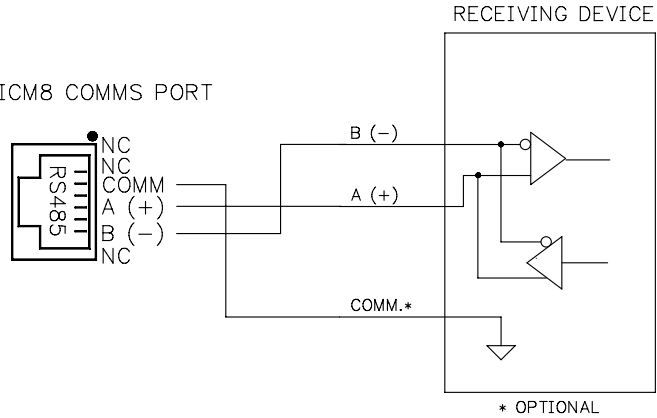 RECEIVING DEVICE
ICM8 COMMS PORT
B (-)
NC
NC
COMM
A (+)
B (-)
NC
RS485
A (+)
COMM.*
* OPTIONAL